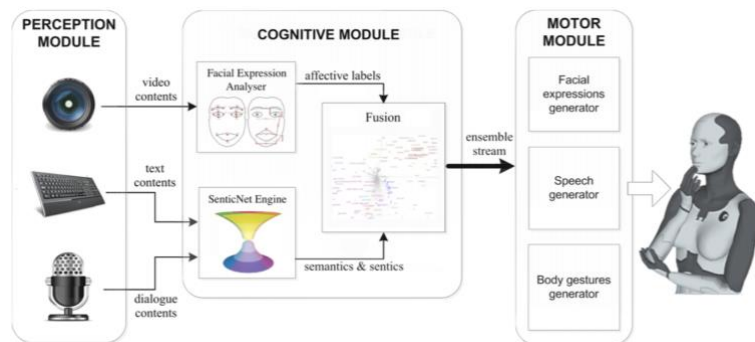 PERCEPTION
MODULE
video
contents
text
contents
dialogue
contents
COGNITIVE MODULE
Facial Expression
Analyser
affective labels
Fusion
SenticNet Engine
semantics & sentics
ensemble
stream
MOTOR
MODULE
Facial
expressions
generator
Speech
generator
Body gestures
generator